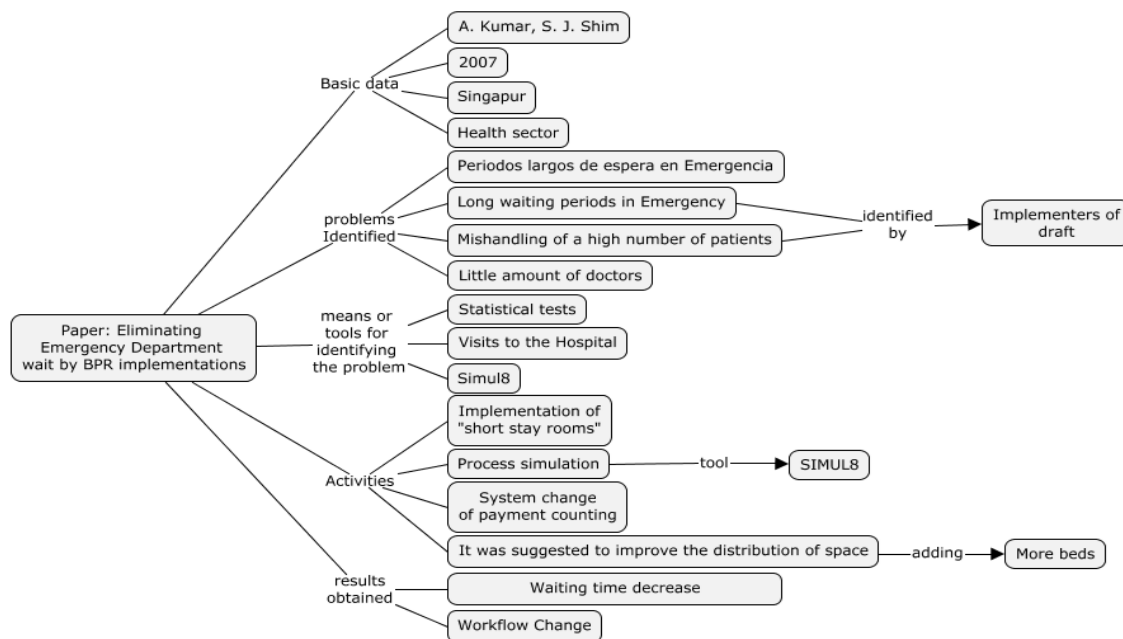 A. Kumar, S. J. Shim
2007
Basic data
Singapur
Health sector
Periodos largos de espera en Emergencia
Long waiting periods in Emergency
problems
Identified
Mishandling of a high number of patients
identified
by
Implementers of
draft
Little amount of doctors
Statistical tests
means or
tools for
identifying
the problem
Visits to the Hospital
Simul8
Paper: Eliminating
Emergency Department
wait by BPR implementations
Implementation of
"short stay rooms"
Process simulation
tool
SIMUL8
Activities
System change
of payment counting
It was suggested to improve the distribution of space
adding
More beds
results
obtained
Waiting time decrease
Workflow Change